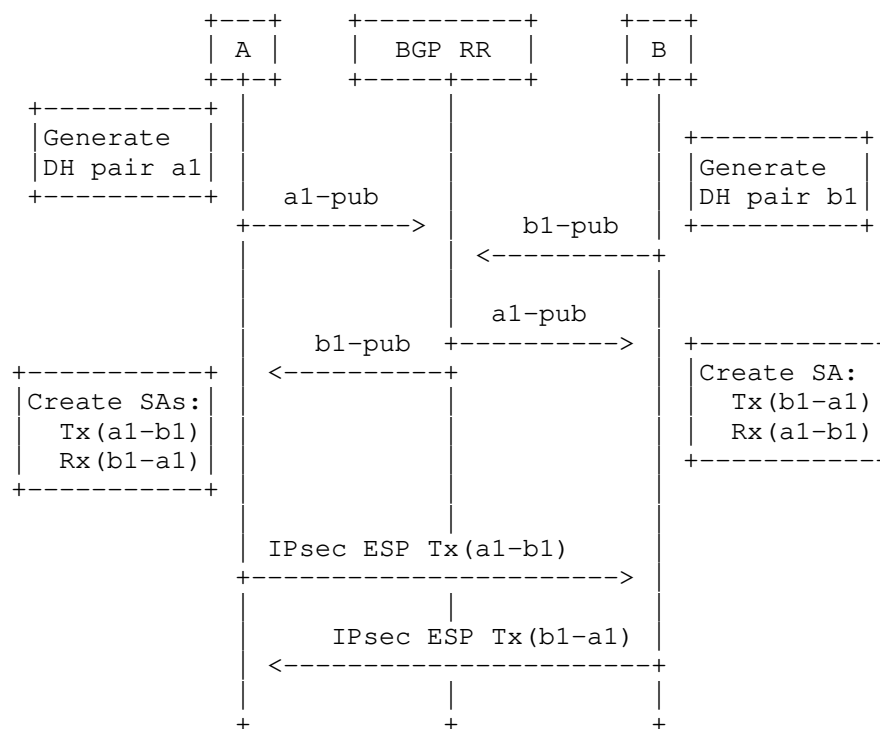 A BGP RR B
Generate
DH pair a1
Generate
DH pair b1
a1-pub
b1-pub
a1-pub
b1-pub
Create SAs:
Tx(a1-b1)
Rx(b1-a1)
Create SA:
Tx(b1-a1)
Rx(a1-b1)
IPsec ESP Tx(a1-b1)
IPsec ESP Tx(b1-a1)